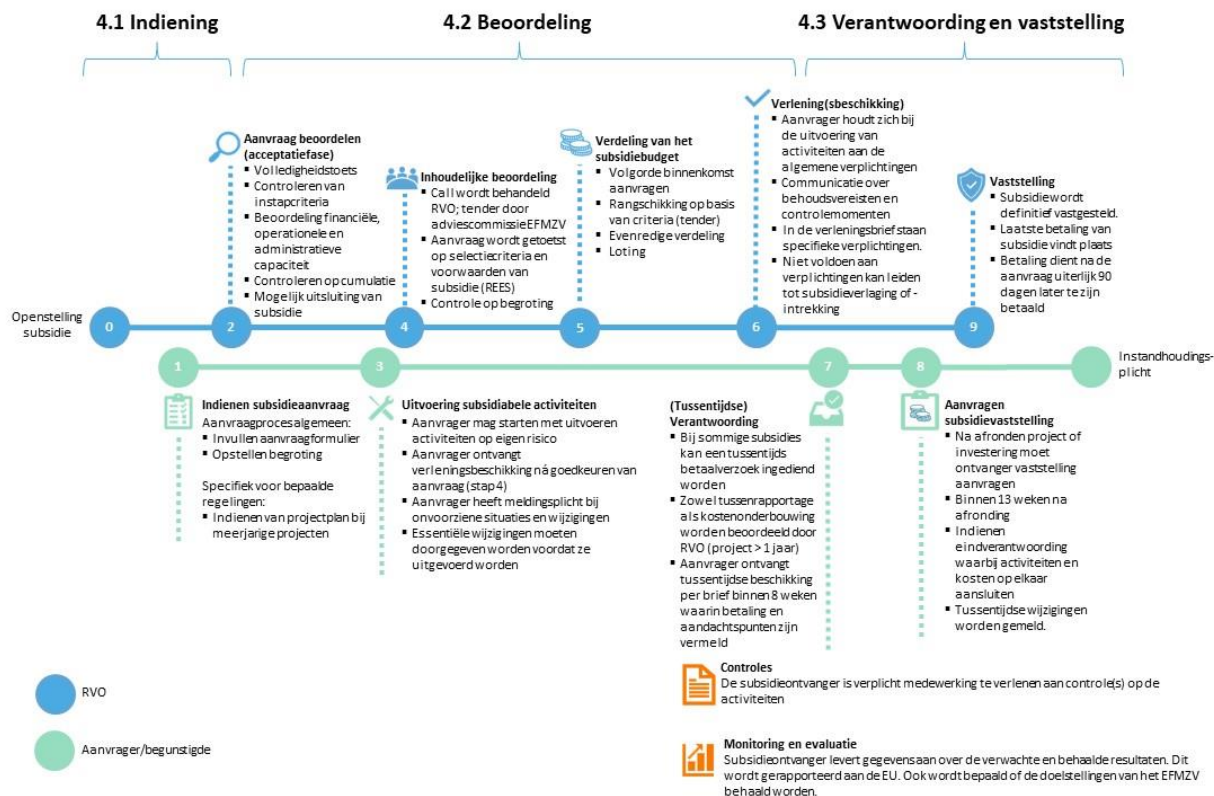 4.1 Indiening
4.2 Beoordeling
4.3 Verantwoording en vaststelling
Aanvraag beoordelen
(acceptatiefase)
▪ Volledigheidstoets
▪ Controleren van
instapcriteria
▪ Beoordeling financiële,
operationele en
administratieve
capaciteit
▪ Controleren op cumulatie
▪ Mogelijk uitsluiting van
subsidie
Inhoudelijke beoordeling
▪ Call wordt behandeld
RVO; tender door
adviescommissie EFMZV
▪ Aanvraag wordt getoetst
op selectiecriteria en
voorwaarden van
subsidie (REES)
▪ Controle op begroting
Verdeling van het
subsidiebudget
▪ Volgorde binnenkomst
aanvragen
▪ Rangschikking op basis
van criteria (tender)
▪ Evenredige verdeling
▪ Loting
Verlening(sbeschikking)
▪ Aanvrager houdt zich bij
de uitvoering van
activiteiten aan de
algemene verplichtingen
▪ Communicatie over
behoudsvereisten en
controlemomenten
▪ In de verleningsbrief staan
specifieke verplichtingen.
▪ Niet voldoen aan
verplichtingen kan leiden
tot subsidieverlaging of -
intrekking
Vaststelling
▪ Subsidie wordt
definitief vastgesteld.
▪ Laatste betaling van
subsidie vindt plaats
▪ Betaling dient na de
aanvraag uiterlijk 90
dagen later te zijn
betaald
Openstelling
subsidie
0
2
4
5
6
9
1
3
7
8
Instandhoudings-
plicht
Indienen subsidieaanvraag
Aanvraagproces algemeen:
▪ Invullen aanvraagformulier
▪ Opstellen begroting
Specifiek voor bepaalde
regelingen:
▪ Indienen van projectplan bij
meerjarige projecten
Uitvoering subsidiabele activiteiten
▪ Aanvrager mag starten met uitvoeren
activiteiten op eigen risico
▪ Aanvrager ontvangt
verleningsbeschikking ná goedkeuren van
aanvraag (stap 4)
▪ Aanvrager heeft meldingsplicht bij
onvoorziene situaties en wijzigingen
▪ Essentiële wijzigingen moeten
doorgegeven worden voordat ze
uitgevoerd worden
(Tussentijdse)
Verantwoording
▪ Bij sommige subsidies
kan een tussentijds
betaalverzoek ingediend
worden
▪ Zowel tussenrapportage
als kostenonderbouwing
worden beoordeeld door
RVO (project > 1 jaar)
▪ Aanvrager ontvangt
tussentijdse beschikking
per brief binnen 8 weken
waarin betaling en
aandachtspunten zijn
vermeld
Aanvragen
subsidievaststelling
▪ Na afronden project of
investering moet
ontvanger vaststelling
aanvragen
▪ Binnen 13 weken na
afronding
▪ Indienen
eindverantwoording
waarbij activiteiten en
kosten op elkaar
aansluiten
▪ Tussentijdse wijzigingen
worden gemeld.
RVO
Aanvrager/begunstigde
Controles
De subsidieontvanger is verplicht medewerking te verlenen aan controle(s) op de
activiteiten
Monitoring en evaluatie
Subsidieontvanger levert gegevens aan over de verwachte en behaalde resultaten. Dit
wordt gerapporteerd aan de EU. Ook wordt bepaald of de doelstellingen van het EFMZV
behaald worden.